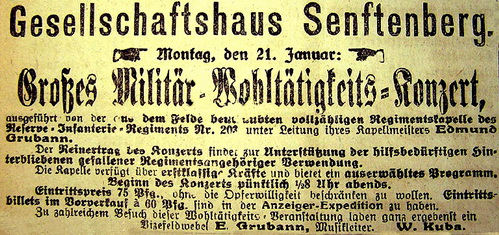 Gesellschaftshaus Senftenberg.
Montag, den 21. Januar:
Großes Militär-Wohltätigkeits-Konzert,
ausgeführt von der aus dem Felde beurlaubten vollzähligen Regimentskapelle des
Reserve-Infanterie-Regiments Nr. 203 unter Leitung ihres Kapellmeisters Edmund
Grubann.
Der Reinertrag des Konzerts findet zur Unterstützung der hilfsbedürftigen Hin-
terbliebenen gefallener Regimentsangehöriger Verwendung.
Die Kapelle verfügt über erstklassige Kräfte und bietet ein auserwähltes Programm.
Beginn des Konzerts pünktlich ½8 Uhr abends.
Eintrittspreis 75 Pfg., ohne die Opferwilligkeit beschränken zu wollen. Eintritts-
billets im Vorverkauf à 60 Pfg. sind in der Anzeiger-Expedition zu haben.
Zu zahlreichem Besuch dieser Wohltätigkeits-Veranstaltung laden ganz ergebenst ein
Vizefeldwebel E. Grubann, Musikleiter. W. Kuba.